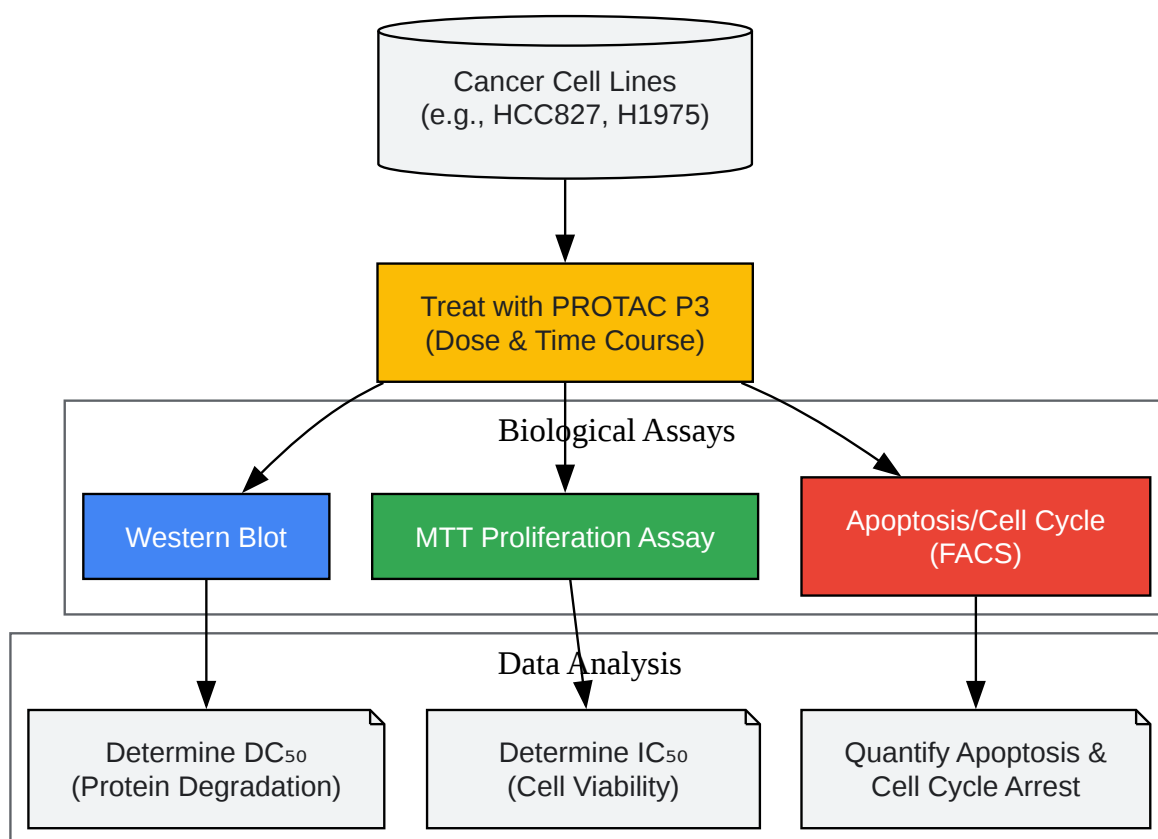 Cancer Cell Lines
(e.g., HCC827, H1975)
Treat with PROTAC P3
(Dose & Time Course)
Biological Assays
Western Blot
MTT Proliferation Assay
Apoptosis/Cell Cycle
(FACS)
Data Analysis
Determine DC₅₀
(Protein Degradation)
Determine IC₅₀
(Cell Viability)
Quantify Apoptosis &
Cell Cycle Arrest